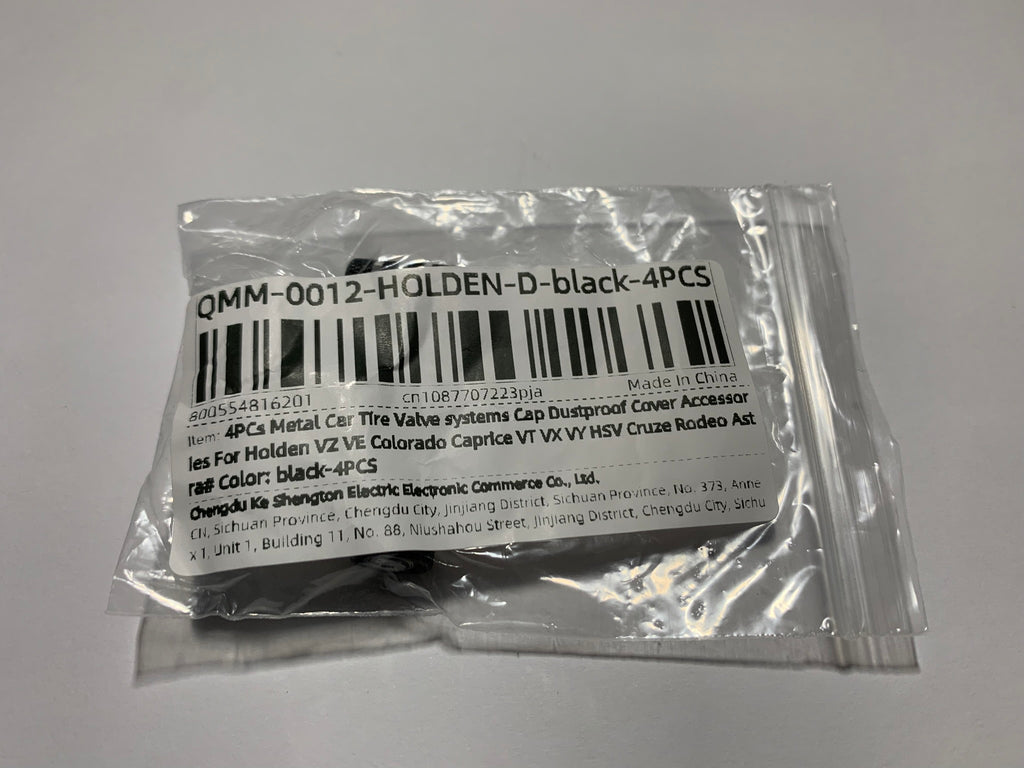 QMM-0012-HOLDEN-D-black-4PCS
800554816201 cn1087707223pja Made In China
Item: 4PCs Metal Car Tire Valve systems Cap Dustproof Cover Accessor
ies For Holden VZ VE Colorado Caprice VT VX VY HSV Cruze Rodeo Ast
ra# Color: black-4PCS
Chengdu Ke Shengton Electric Electronic Commerce Co., Ltd.
CN, Sichuan Province, Chengdu City, Jinjiang District, Sichuan Province, No. 373, Anne
x 1, Unit 1, Building 11, No. 88, Niushahou Street, Jinjiang District, Chengdu City, Sichu